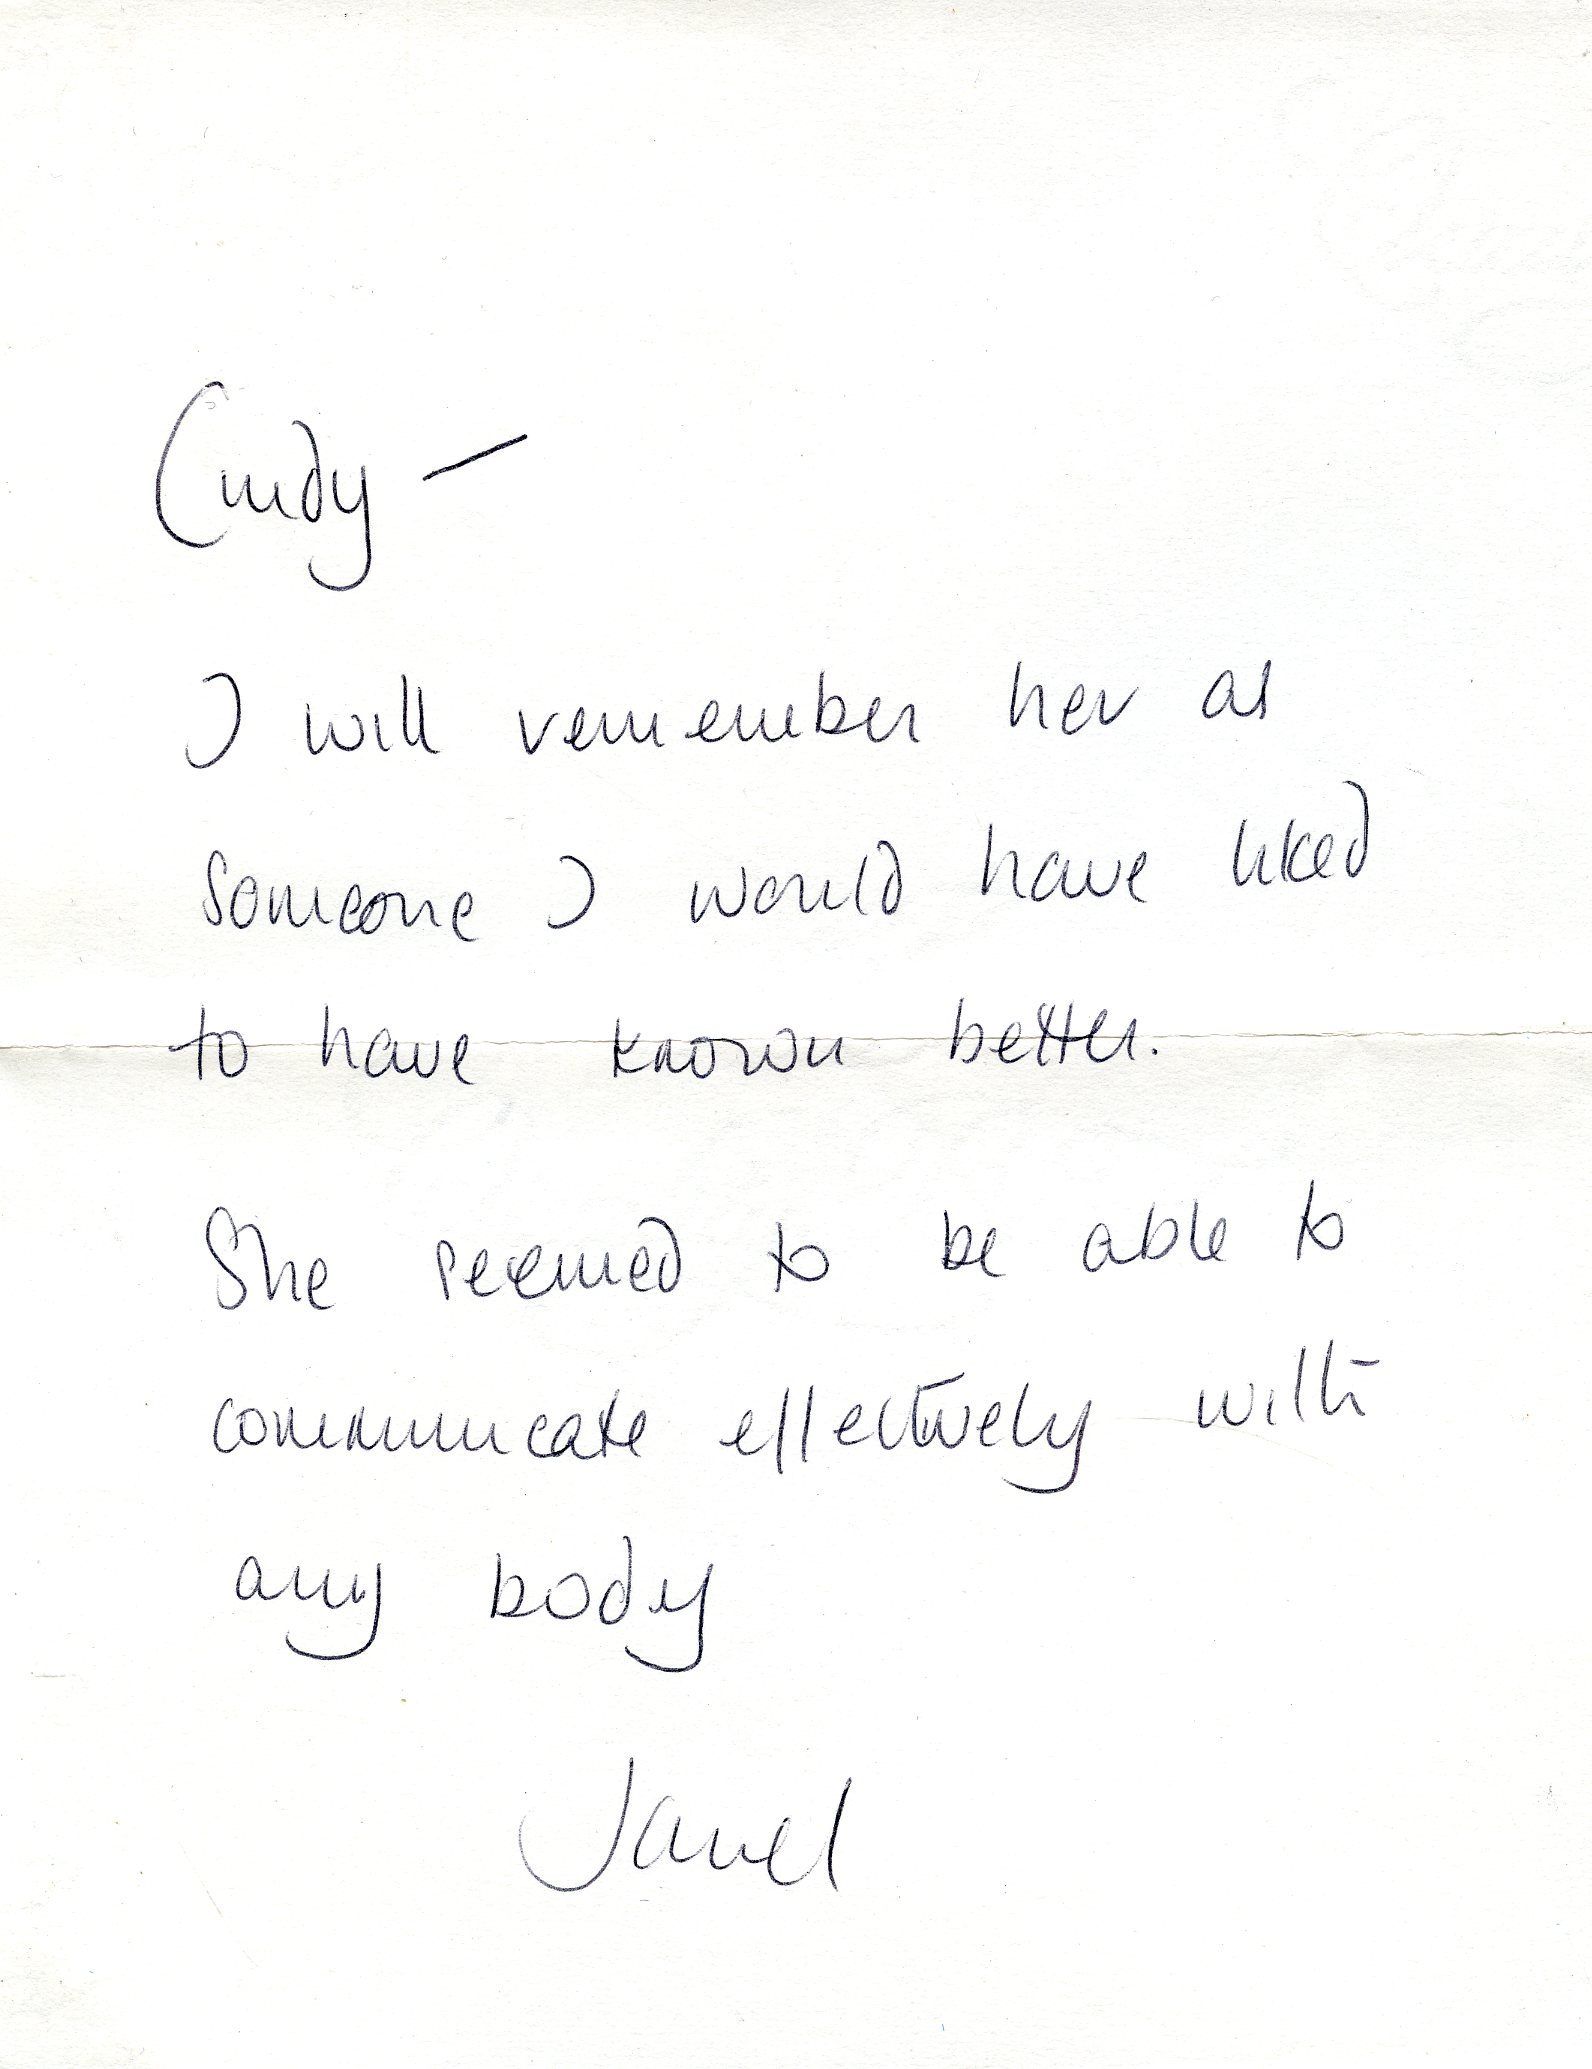 Cindy —
I will remember her as
someone I would have liked
to have known better.
She seemed to be able to
communicate effectively with
any body
Janel